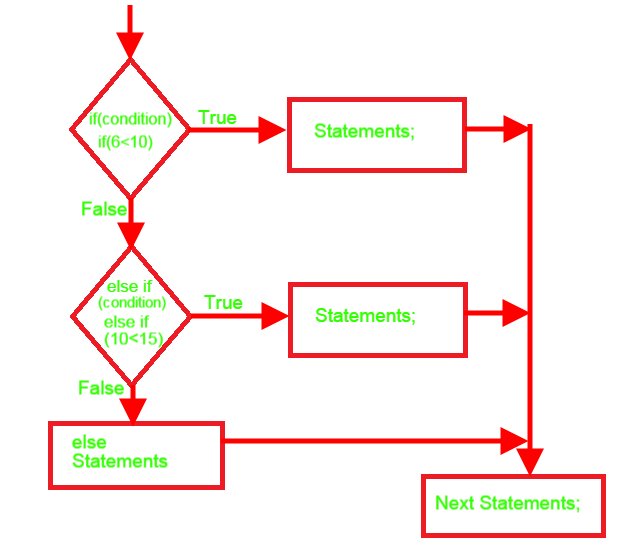 if(condition)
if(6<10)
True
Statements;
False
else if
(condition)
else if
(10<15)
True
Statements;
False
else
Statements
Next Statements;